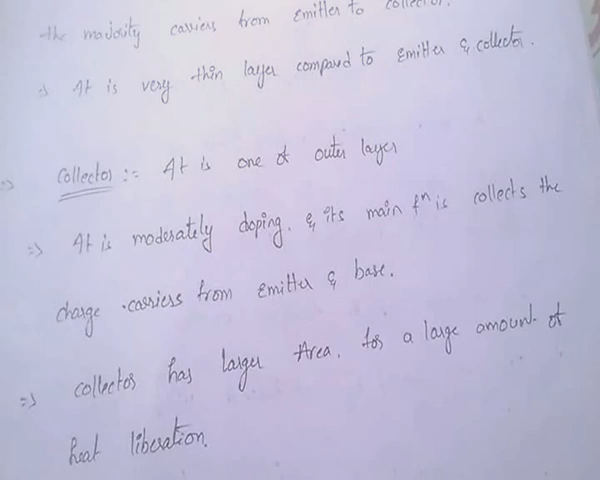 the majority carriers from Emitter to collector.
=> It is very thin layer compared to Emitter & collector.
=> Collector :- It is one of outer layer
=> It is moderately doping. & its main fⁿ is collects the
charge carriers from Emitter & base.
=> collector has larger Area. for a large amount of
heat liberation.